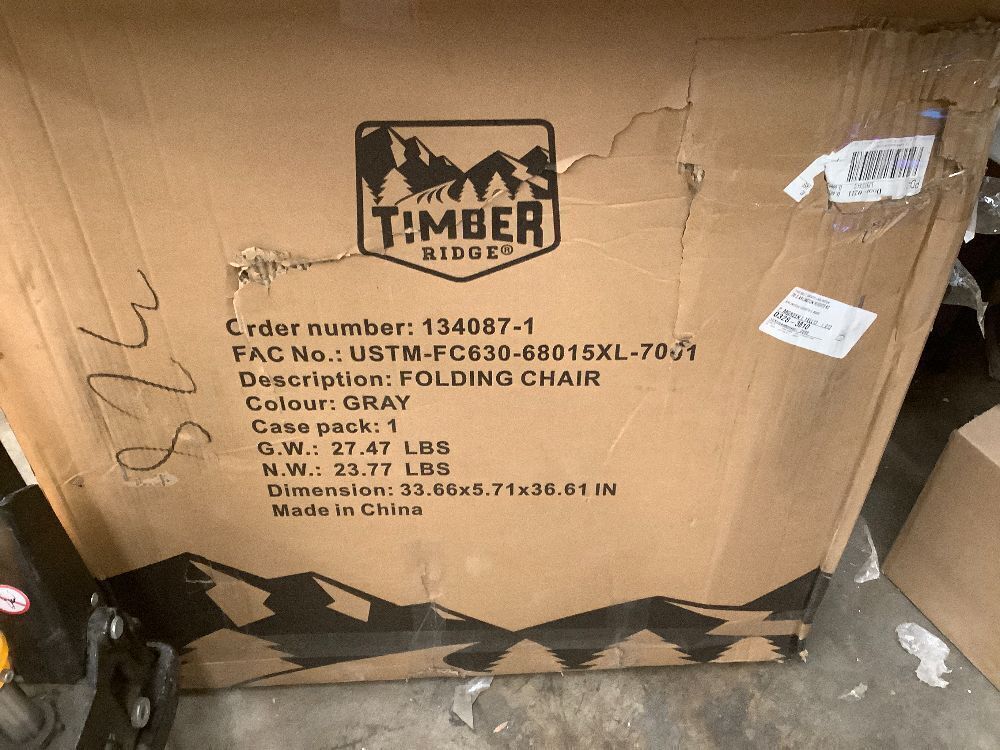 TIMBER
RIDGE®
Order number: 134087-1
FAC No.: USTM-FC630-68015XL-7001
Description: FOLDING CHAIR
Colour: GRAY
Case pack: 1
G.W.: 27.47 LBS
N.W.: 23.77 LBS
Dimension: 33.66x5.71x36.61 IN
Made in China
824